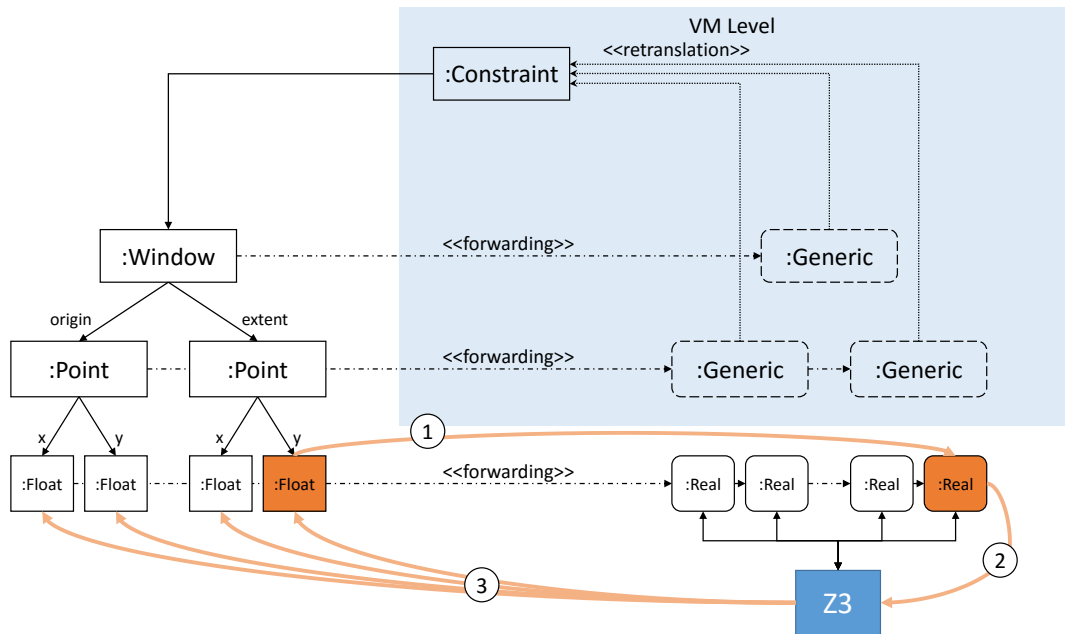 VM Level
<<retranslation>>
:Constraint
:Window
<<forwarding>>
:Generic
origin
extent
:Point
:Point
<<forwarding>>
:Generic
:Generic
x
y
x
y
1
:Float
:Float
:Float
:Float
<<forwarding>>
:Real
:Real
:Real
:Real
2
3
Z3